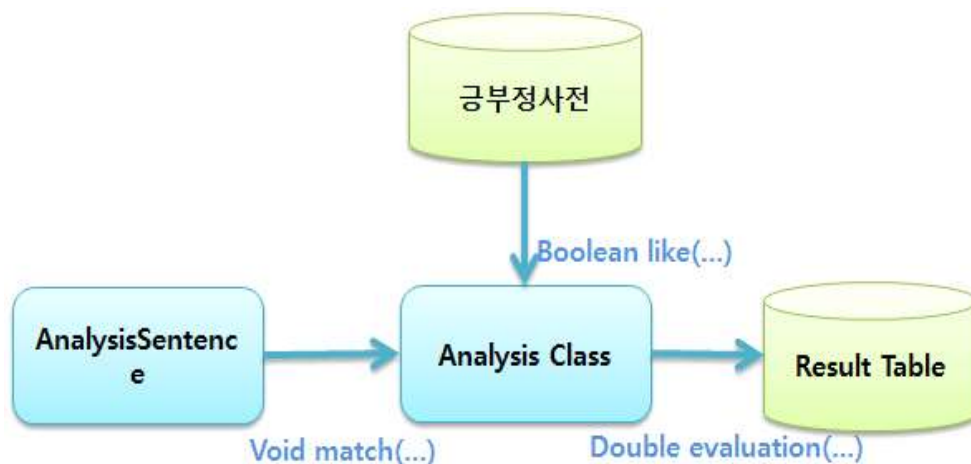 긍부정사전
Boolean like(...)
AnalysisSentenc
e
Analysis Class
Result Table
Void match(...)
Double evaluation(...)